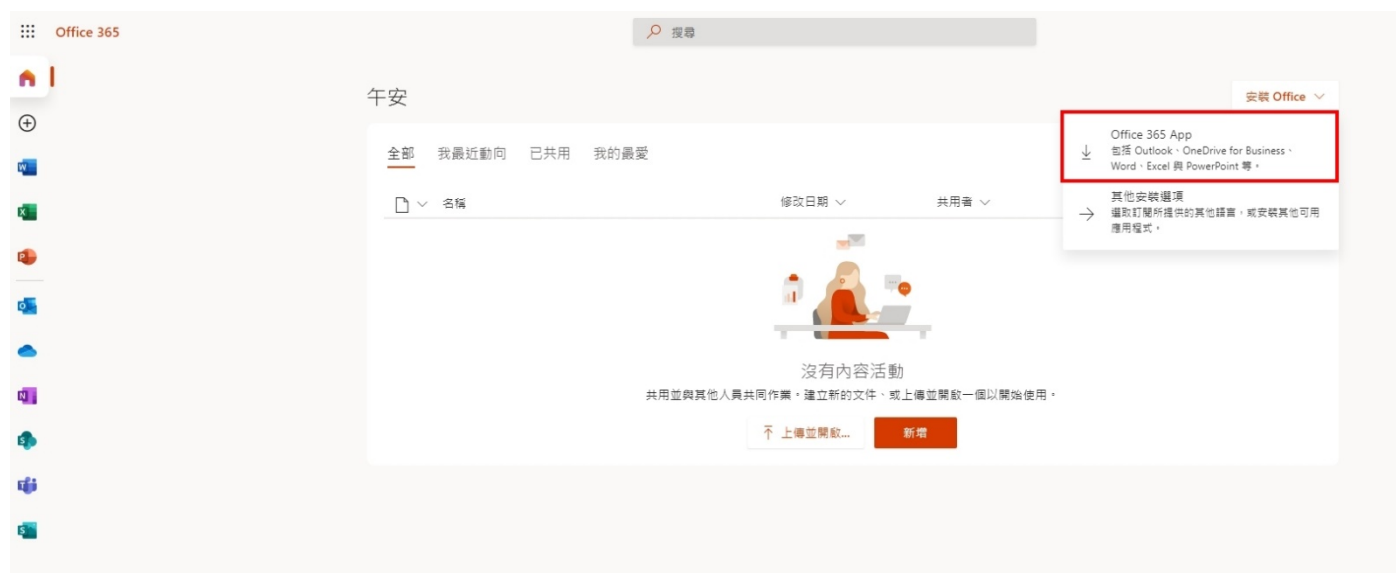 Office 365
搜尋
午安
安裝 Office
Office 365 App
包括 Outlook、OneDrive for Business、
Word、Excel 與 PowerPoint 等。
其他安裝選項
選取訂閱所提供的其他語言，或安裝其他可用
應用程式。
全部 我最近動向 已共用 我的最愛
名稱 修改日期 共用者
沒有內容活動
共用並與其他人員共同作業。建立新的文件、或上傳並開啟一個以開始使用。
上傳並開啟... 新增